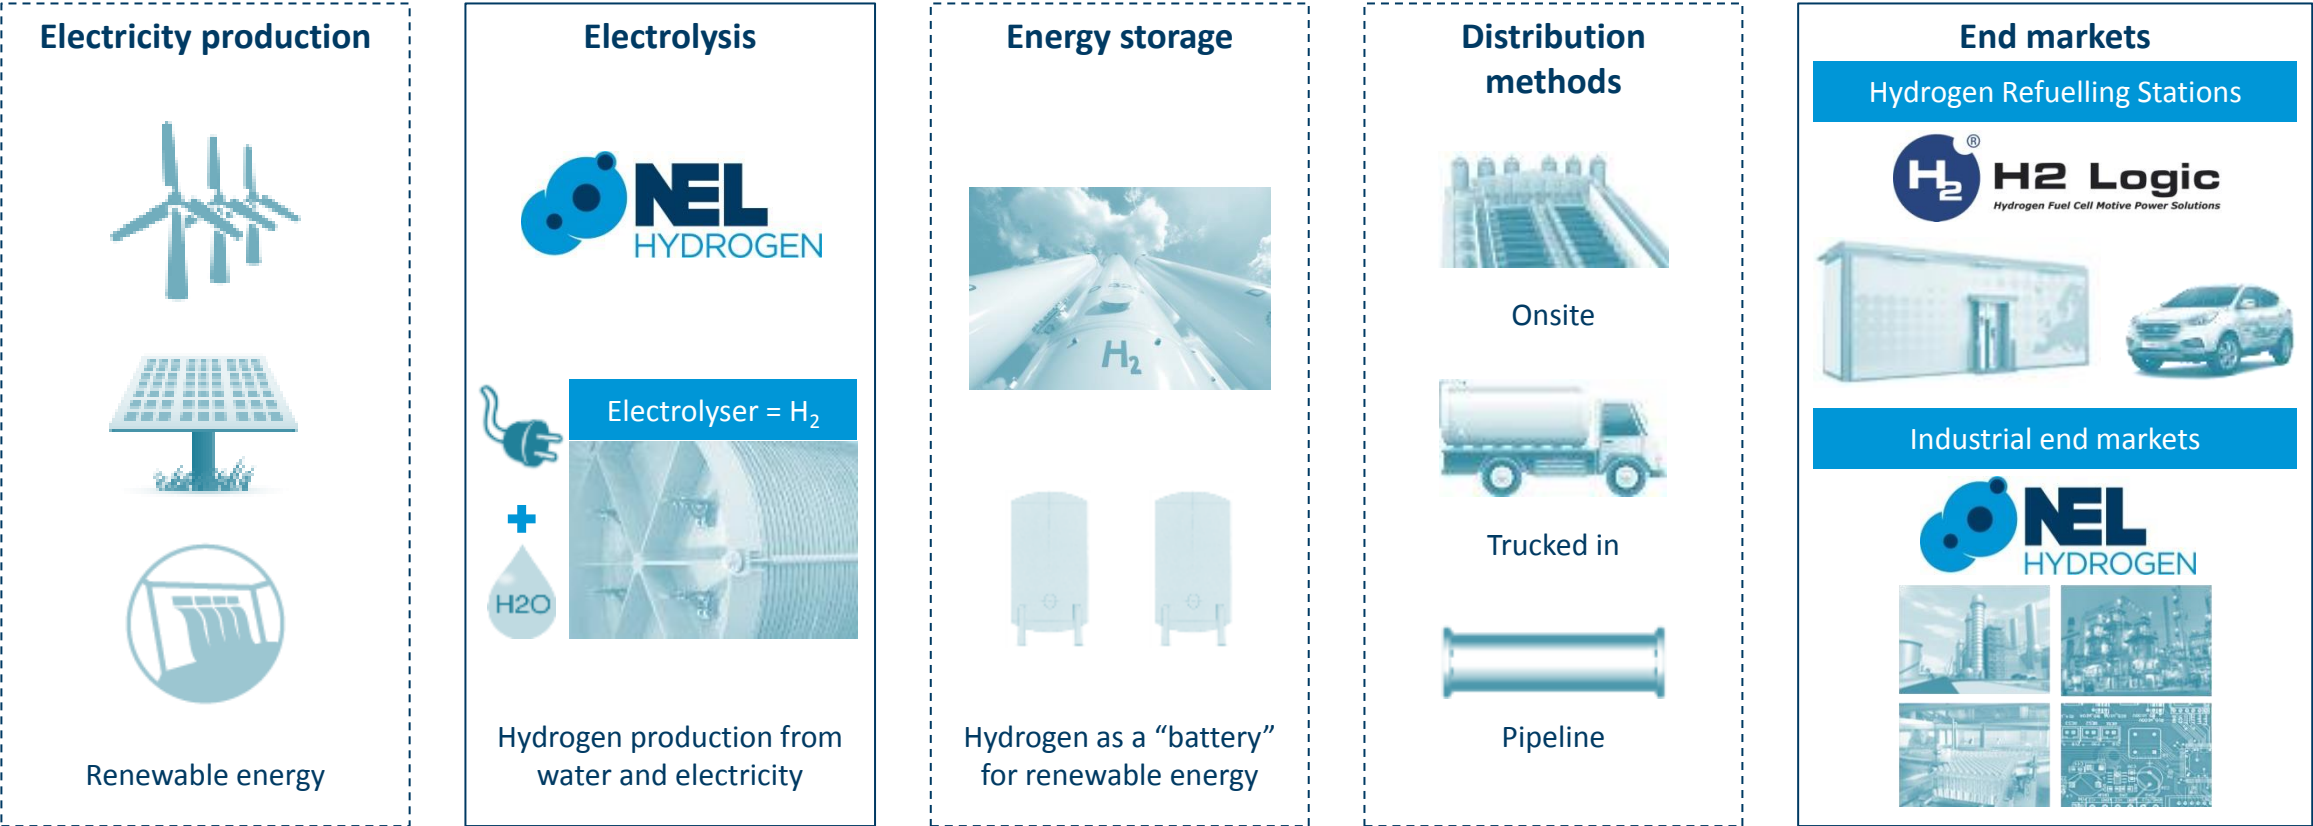 Electricity production
Renewable energy
Electrolysis
NEL
HYDROGEN
Electrolyser = H₂
H2O
Hydrogen production from
water and electricity
Energy storage
H₂
Hydrogen as a “battery”
for renewable energy
Distribution
methods
Onsite
Trucked in
Pipeline
End markets
Hydrogen Refuelling Stations
H₂ ®
H2 Logic
Hydrogen Fuel Cell Motive Power Solutions
Industrial end markets
NEL
HYDROGEN